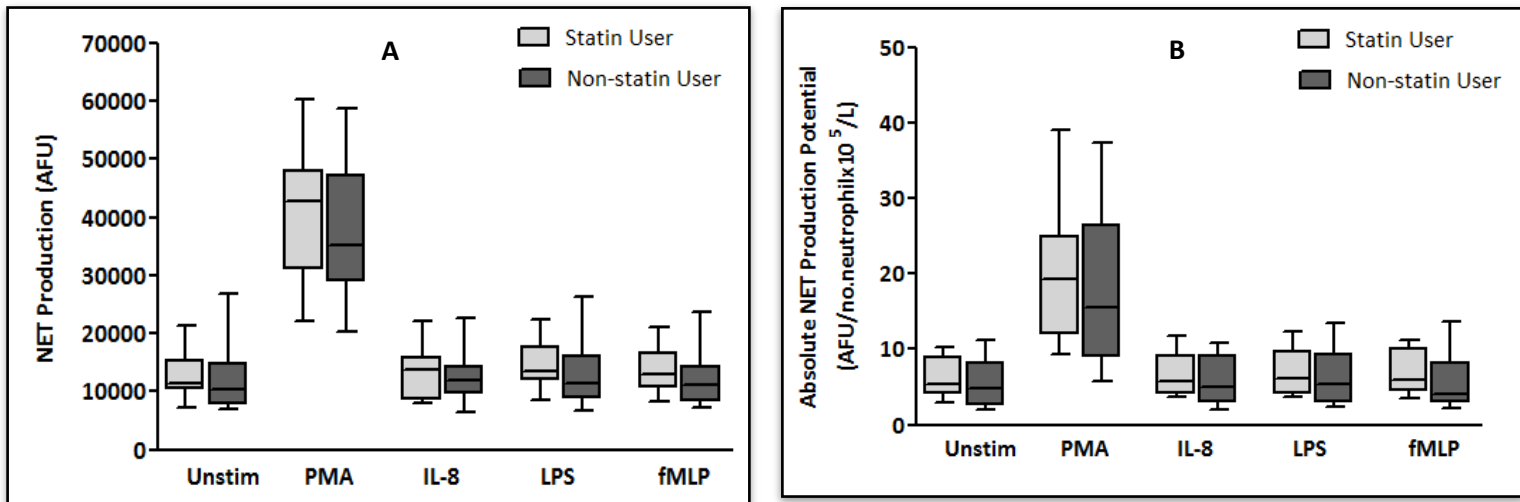 A
Statin User
Non-statin User
NET Production (AFU)
70000
60000
50000
40000
30000
20000
10000
0
Unstim PMA IL-8 LPS fMLP
B
Statin User
Non-statin User
Absolute NET Production Potential
(AFU/no.neutrophilx10 5 /L)
50
40
30
20
10
0
Unstim PMA IL-8 LPS fMLP